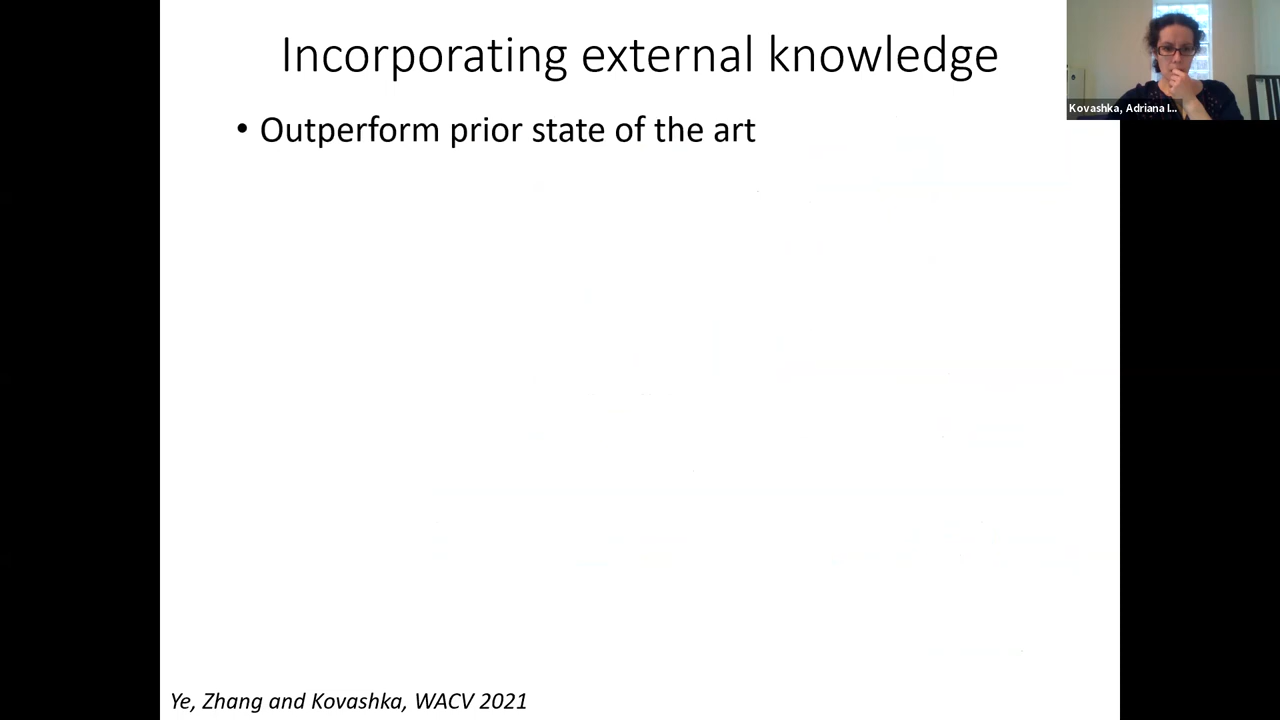 Incorporating external knowledge
Kovashka, Adriana I...
• Outperform prior state of the art
Ye, Zhang and Kovashka, WACV 2021